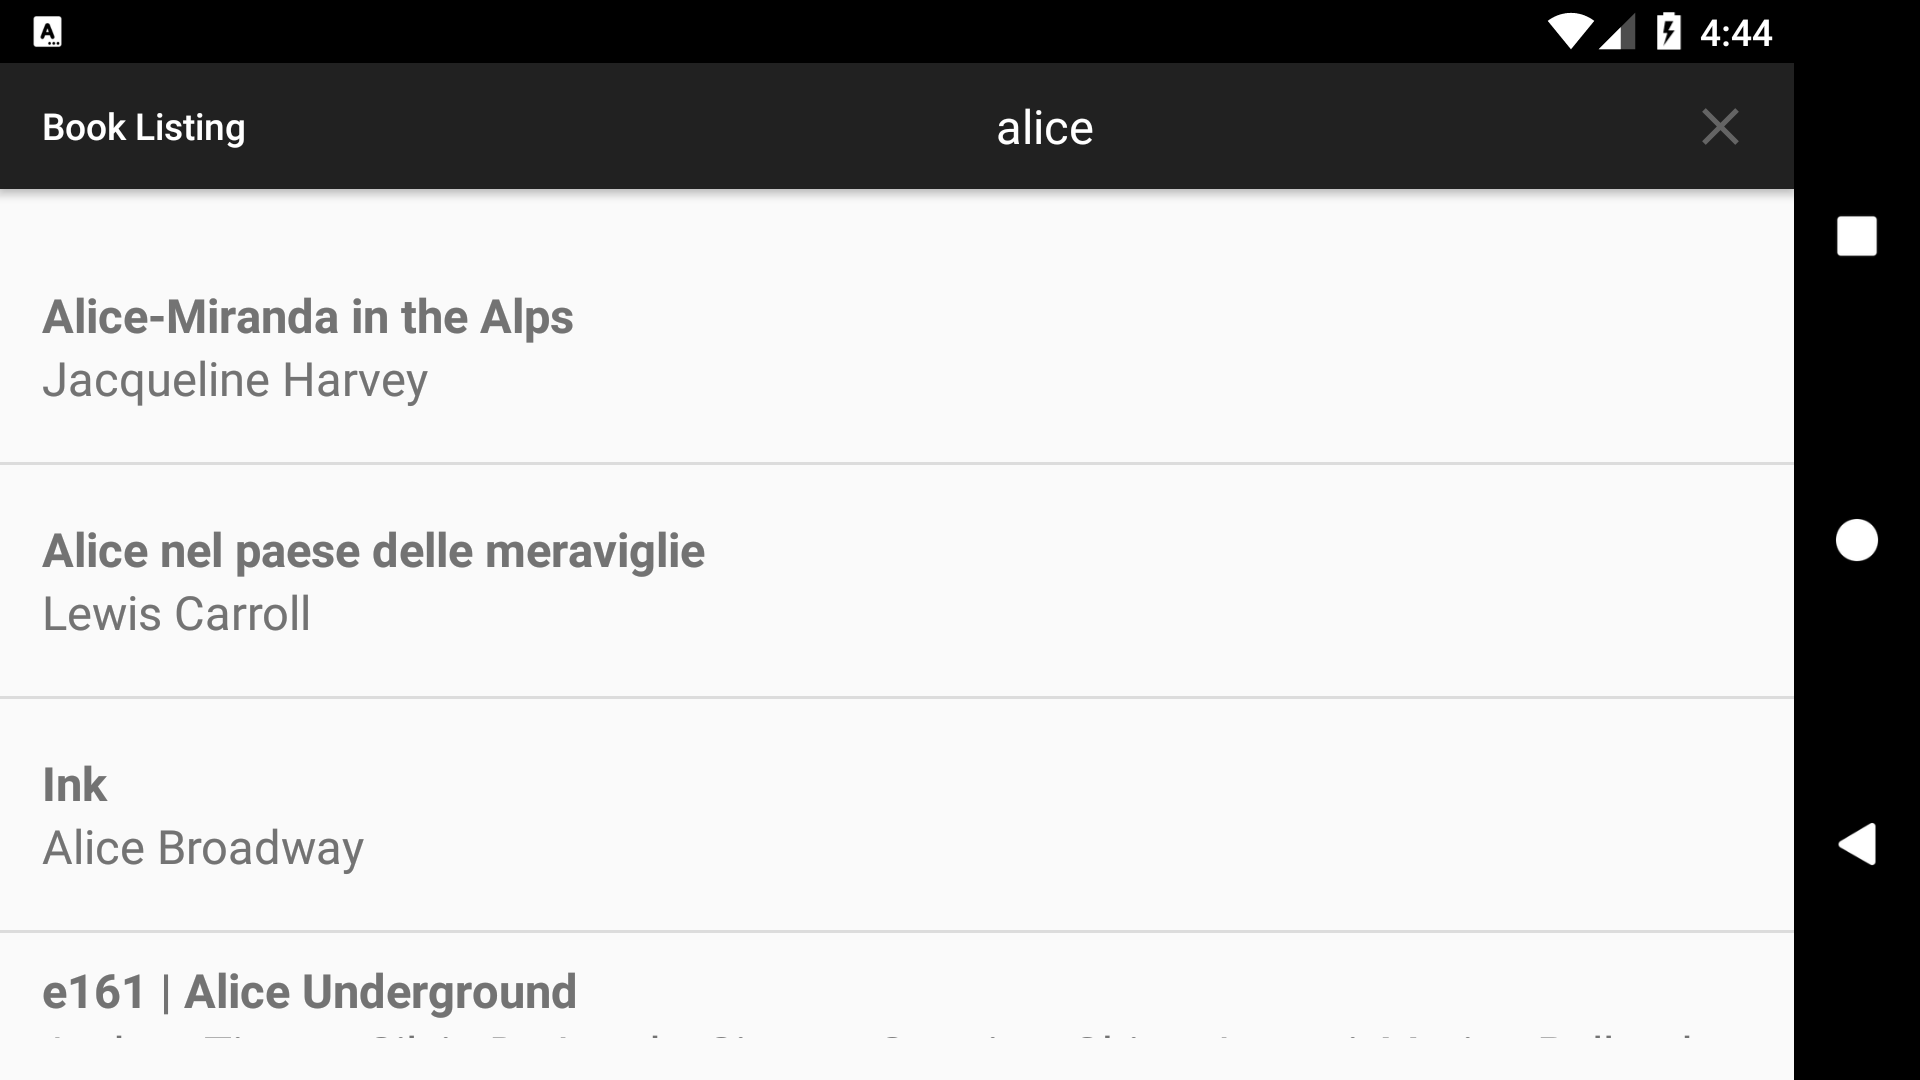 4:44
Book Listing
alice
Alice-Miranda in the Alps
Jacqueline Harvey
Alice nel paese delle meraviglie
Lewis Carroll
Ink
Alice Broadway
e161 | Alice Underground